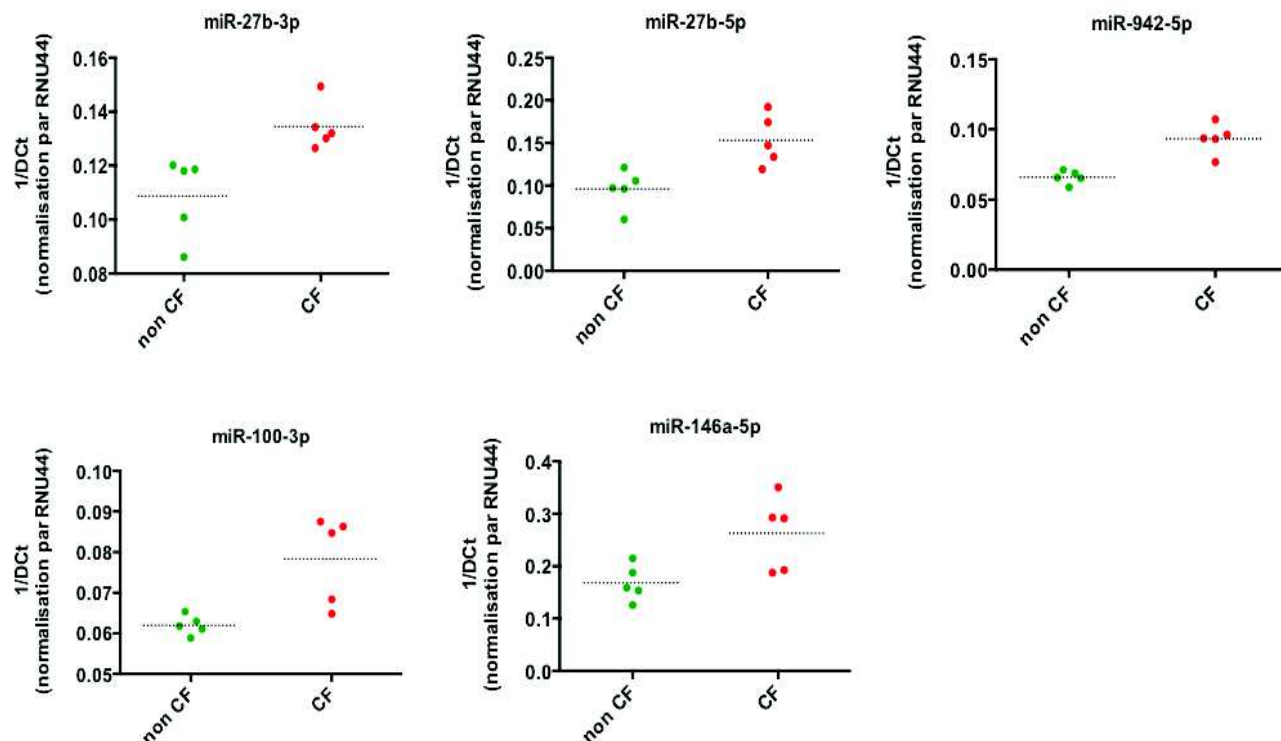 miR-27b-3p
1/DCt
(normalisation par RNU44)
0.16
0.14
0.12
0.10
0.08
non CF
CF
miR-27b-5p
1/DCt
(normalisation par RNU44)
0.25
0.20
0.15
0.10
0.05
0.00
non CF
CF
miR-942-5p
1/DCt
(normalisation par RNU44)
0.15
0.10
0.05
0.00
non CF
CF
miR-100-3p
1/DCt
(normalisation par RNU44)
0.10
0.09
0.08
0.07
0.06
0.05
non CF
CF
miR-146a-5p
1/DCt
(normalisation par RNU44)
0.4
0.3
0.2
0.1
0.0
non CF
CF